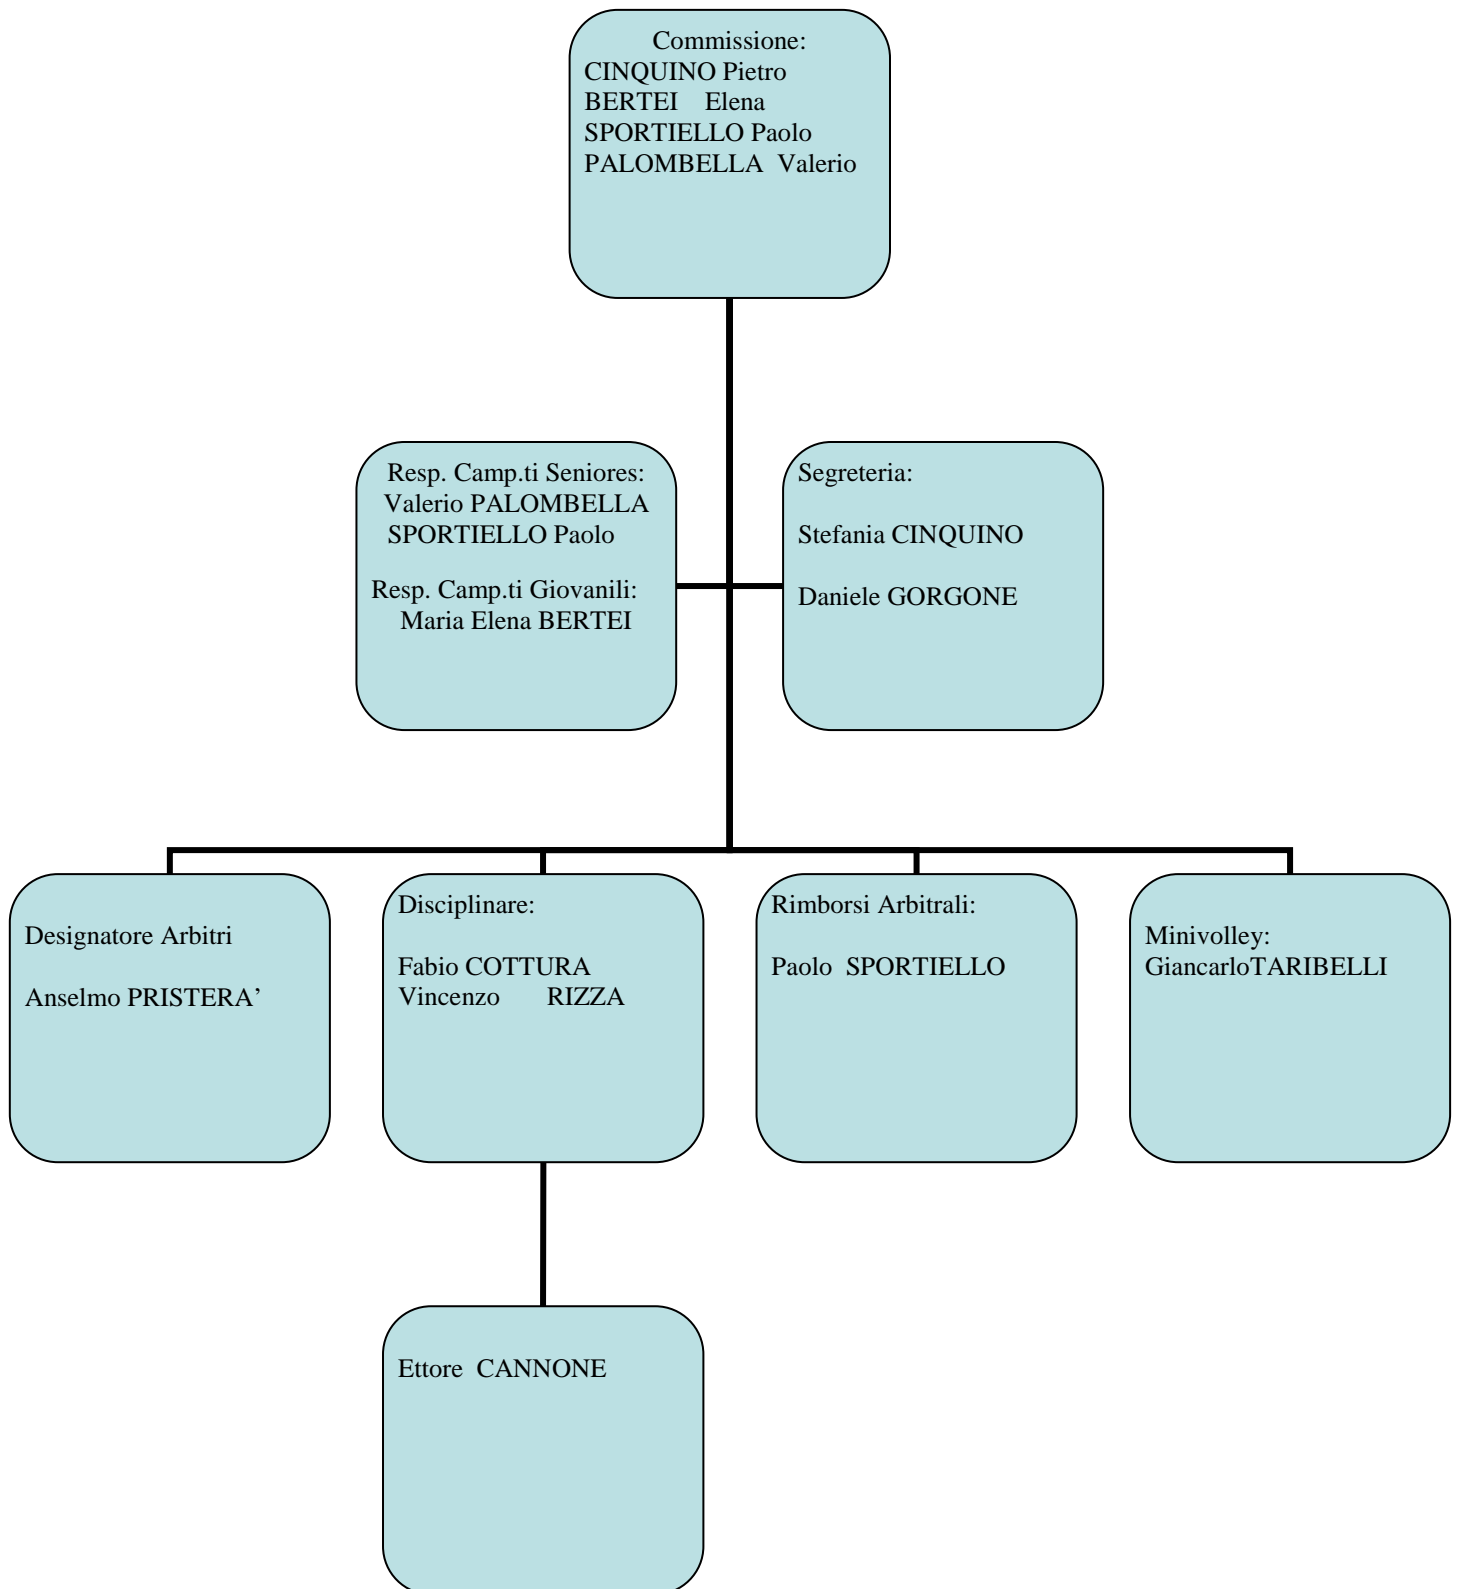 Commissione:
CINQUINO Pietro
BERTEI Elena
SPORTIELLO Paolo
PALOMBELLA Valerio
Resp. Camp.ti Seniores:
Valerio PALOMBELLA
SPORTIELLO Paolo
Resp. Camp.ti Giovanili:
Maria Elena BERTEI
Segreteria:
Stefania CINQUINO
Daniele GORGONE
Designatore Arbitri
Anselmo PRISTERA’
Disciplinare:
Fabio COTTURA
Vincenzo RIZZA
Rimborsi Arbitrali:
Paolo SPORTIELLO
Minivolley:
GiancarloTARIBELLI
Ettore CANNONE